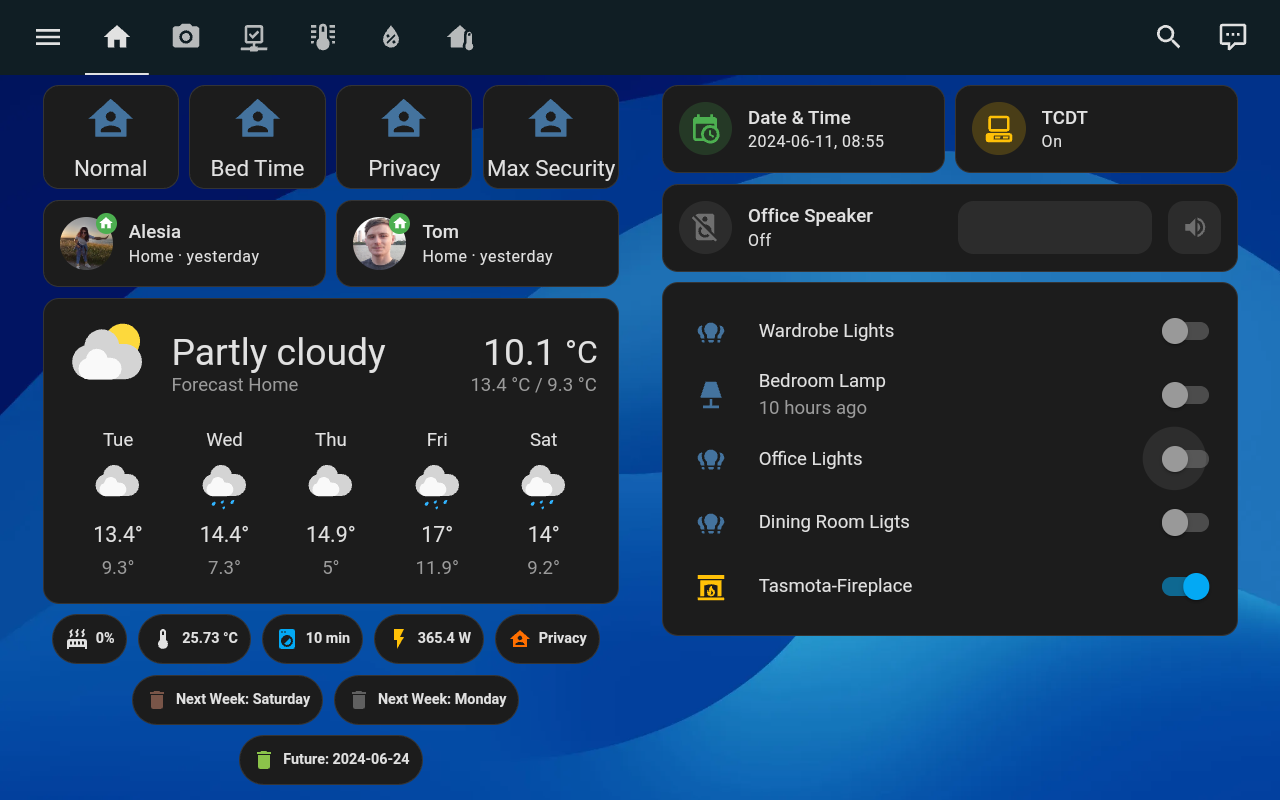 Normal
Bed Time
Privacy
Max Security
Alesia
Home · yesterday
Tom
Home · yesterday
Partly cloudy
Forecast Home
10.1 °C
13.4 °C / 9.3 °C
Tue
Wed
Thu
Fri
Sat
13.4°
14.4°
14.9°
17°
14°
9.3°
7.3°
5°
11.9°
9.2°
0%
25.73 °C
10 min
365.4 W
Privacy
Next Week: Saturday
Next Week: Monday
Future: 2024-06-24
Date & Time
2024-06-11, 08:55
TCDT
On
Office Speaker
Off
Wardrobe Lights
Bedroom Lamp
10 hours ago
Office Lights
Dining Room Ligts
Tasmota-Fireplace